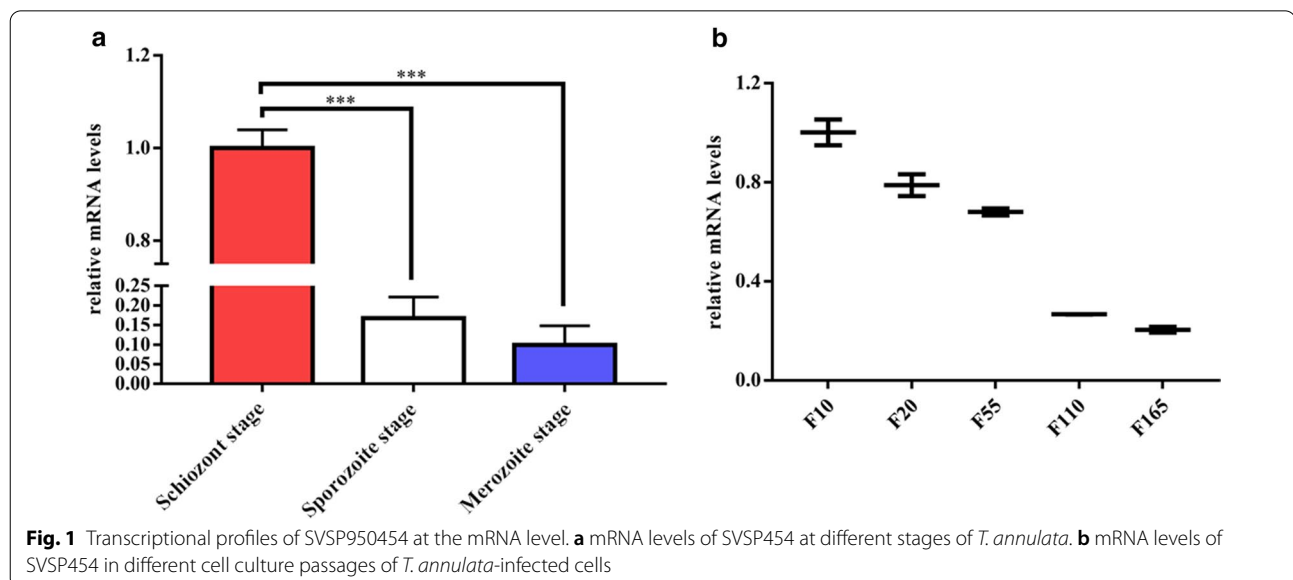 a
relative mRNA levels
1.2
1.0
0.8
0.25
0.20
0.15
0.10
0.05
0.00
***
***
Schiozont stage
Sporozoite stage
Merozoite stage
b
relative mRNA levels
1.2
0.8
0.4
0.0
F10
F20
F55
F110
F165
Fig. 1 Transcriptional profiles of SVSP950454 at the mRNA level. a mRNA levels of SVSP454 at different stages of T. annulata. b mRNA levels of
SVSP454 in different cell culture passages of T. annulata-infected cells